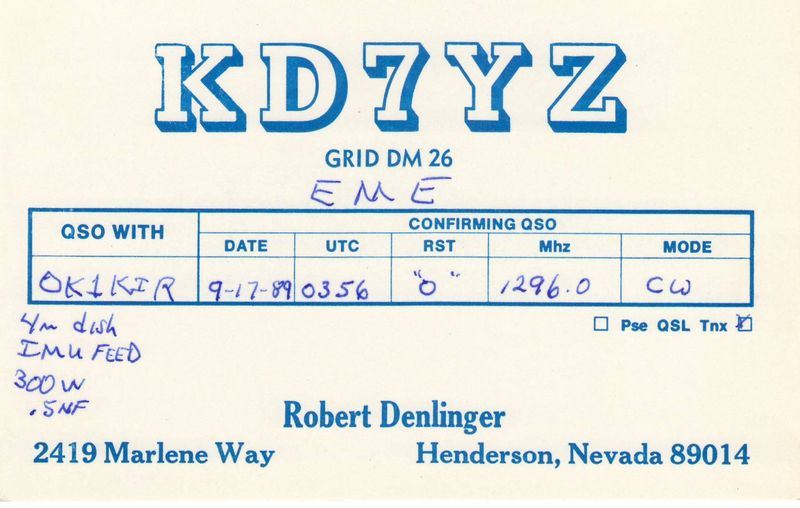 KD7YZ
GRID DM 26
EME
QSO WITH
CONFIRMING QSO
DATE UTC RST Mhz MODE
OK1KIR 9-17-89 0356 "O" 1296.0 CW
Pse QSL Tnx
4m dish
IMU FEED
300W
.5NF
Robert Denlinger
2419 Marlene Way Henderson, Nevada 89014